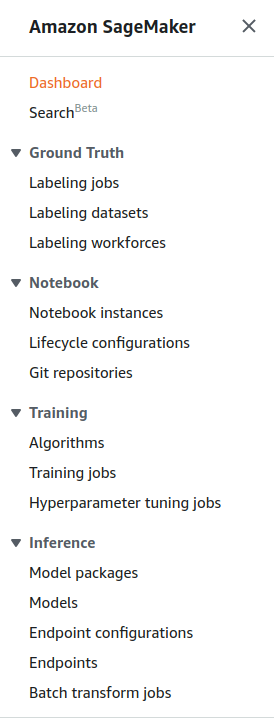 Amazon SageMaker
Dashboard
SearchBeta
Ground Truth
Labeling jobs
Labeling datasets
Labeling workforces
Notebook
Notebook instances
Lifecycle configurations
Git repositories
Training
Algorithms
Training jobs
Hyperparameter tuning jobs
Inference
Model packages
Models
Endpoint configurations
Endpoints
Batch transform jobs